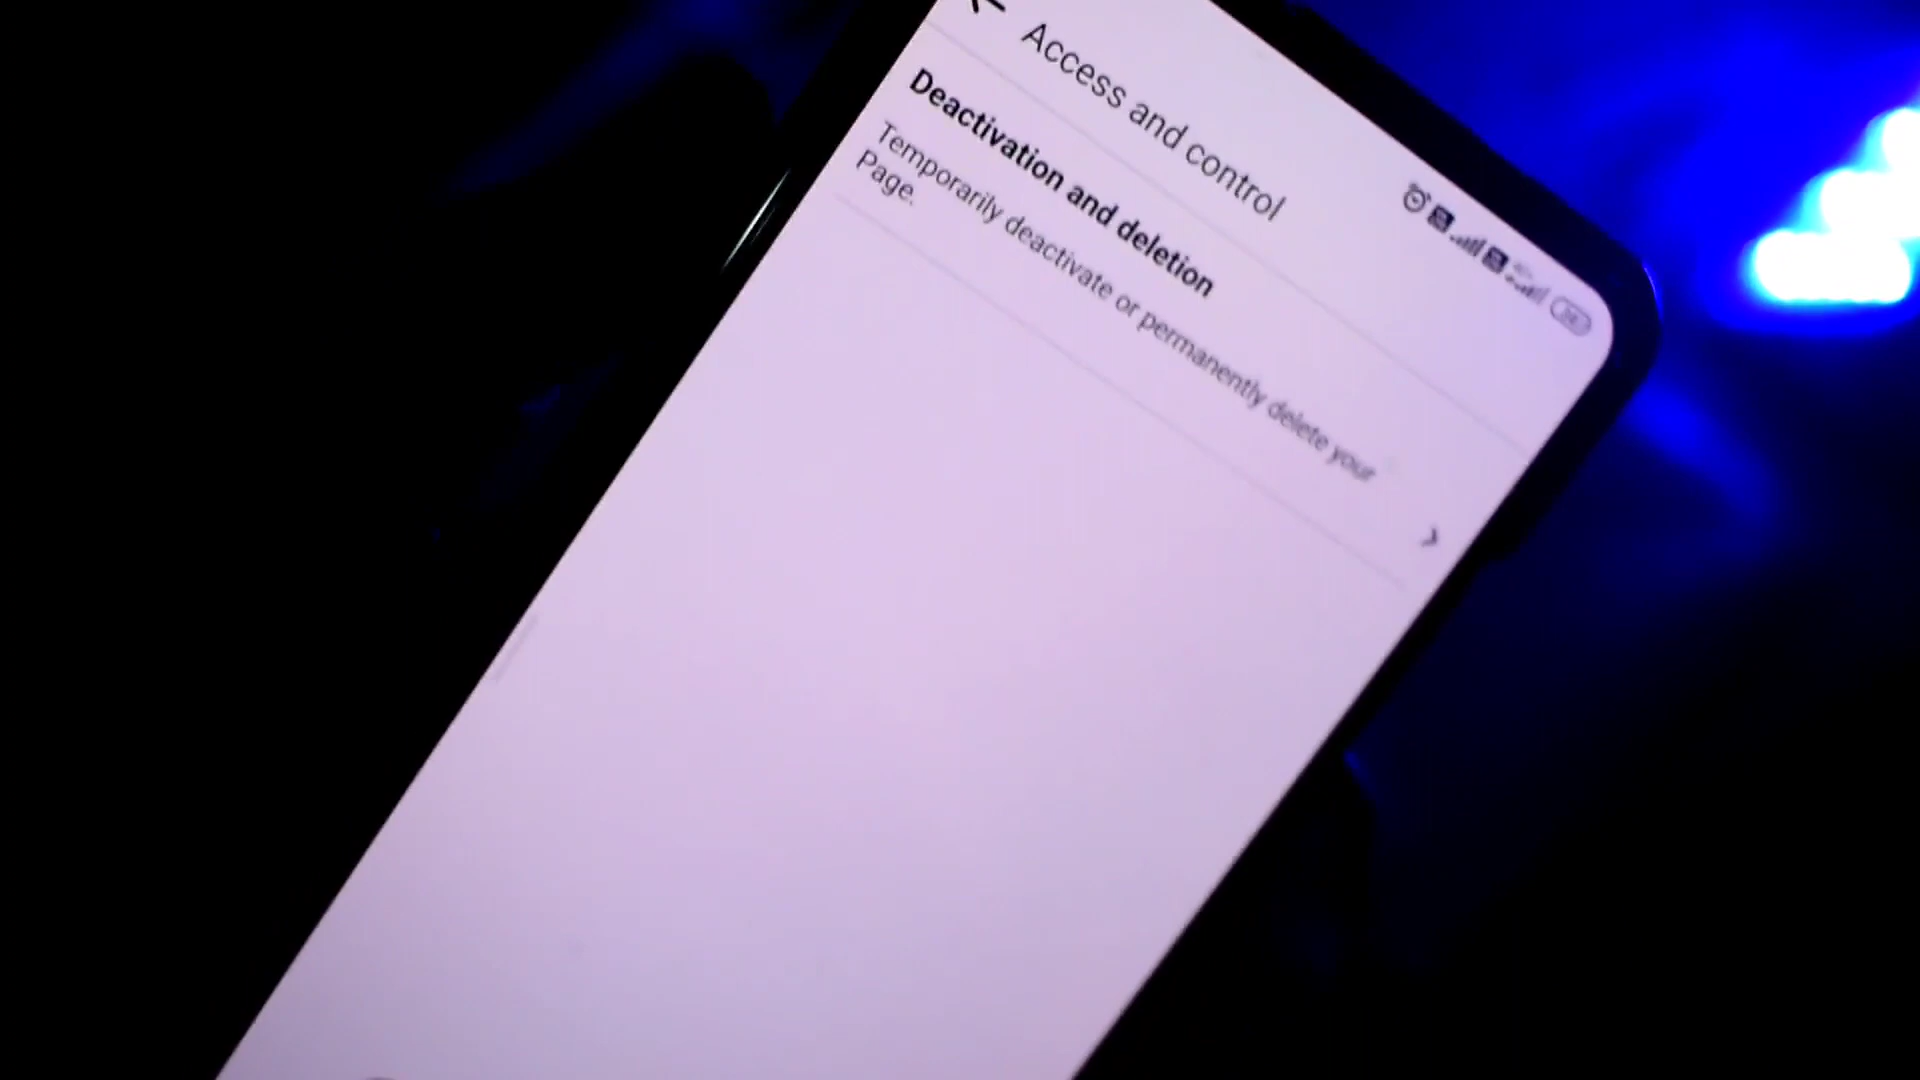 Access and control
Deactivation and deletion
Temporarily deactivate or permanently delete your
Page.